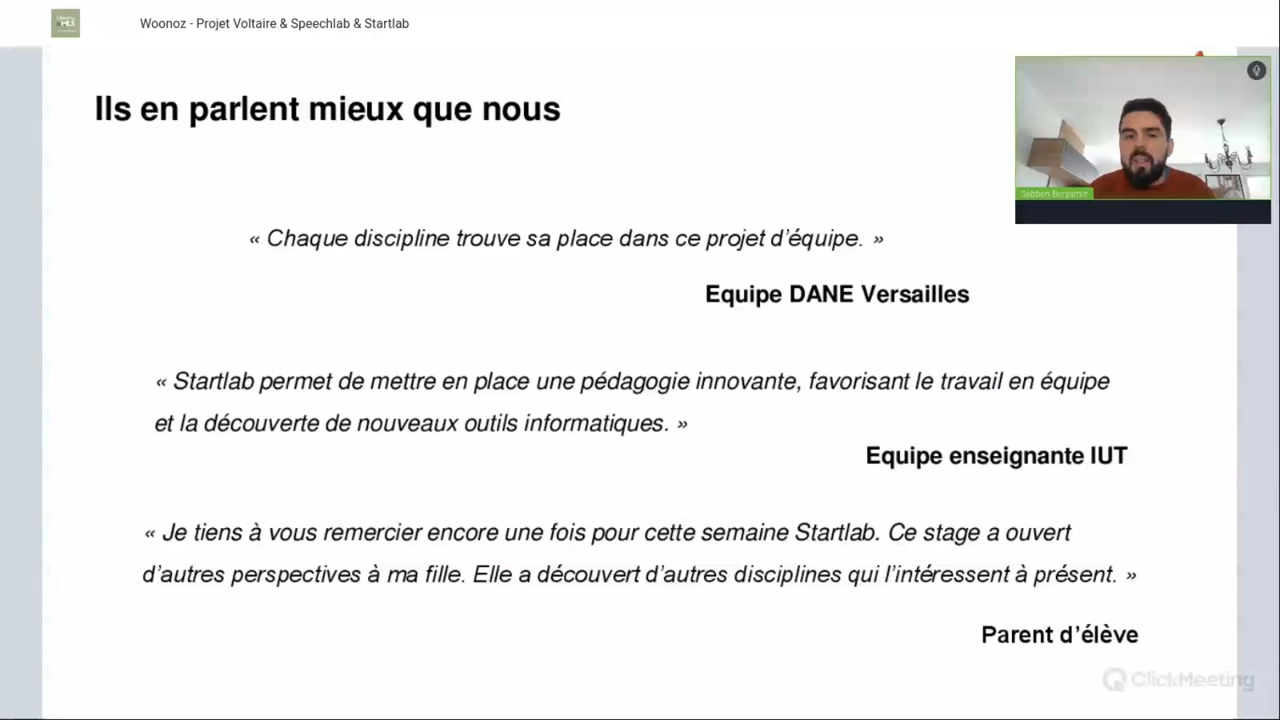 Woonoz - Projet Voltaire & Speechlab & Startlab
Ils en parlent mieux que nous
Sabben Benjamin
« Chaque discipline trouve sa place dans ce projet d’équipe. »
Equipe DANE Versailles
« Startlab permet de mettre en place une pédagogie innovante, favorisant le travail en équipe
et la découverte de nouveaux outils informatiques. »
Equipe enseignante IUT
« Je tiens à vous remercier encore une fois pour cette semaine Startlab. Ce stage a ouvert
d’autres perspectives à ma fille. Elle a découvert d’autres disciplines qui l’intéressent à présent. »
Parent d’élève
ClickMeeting